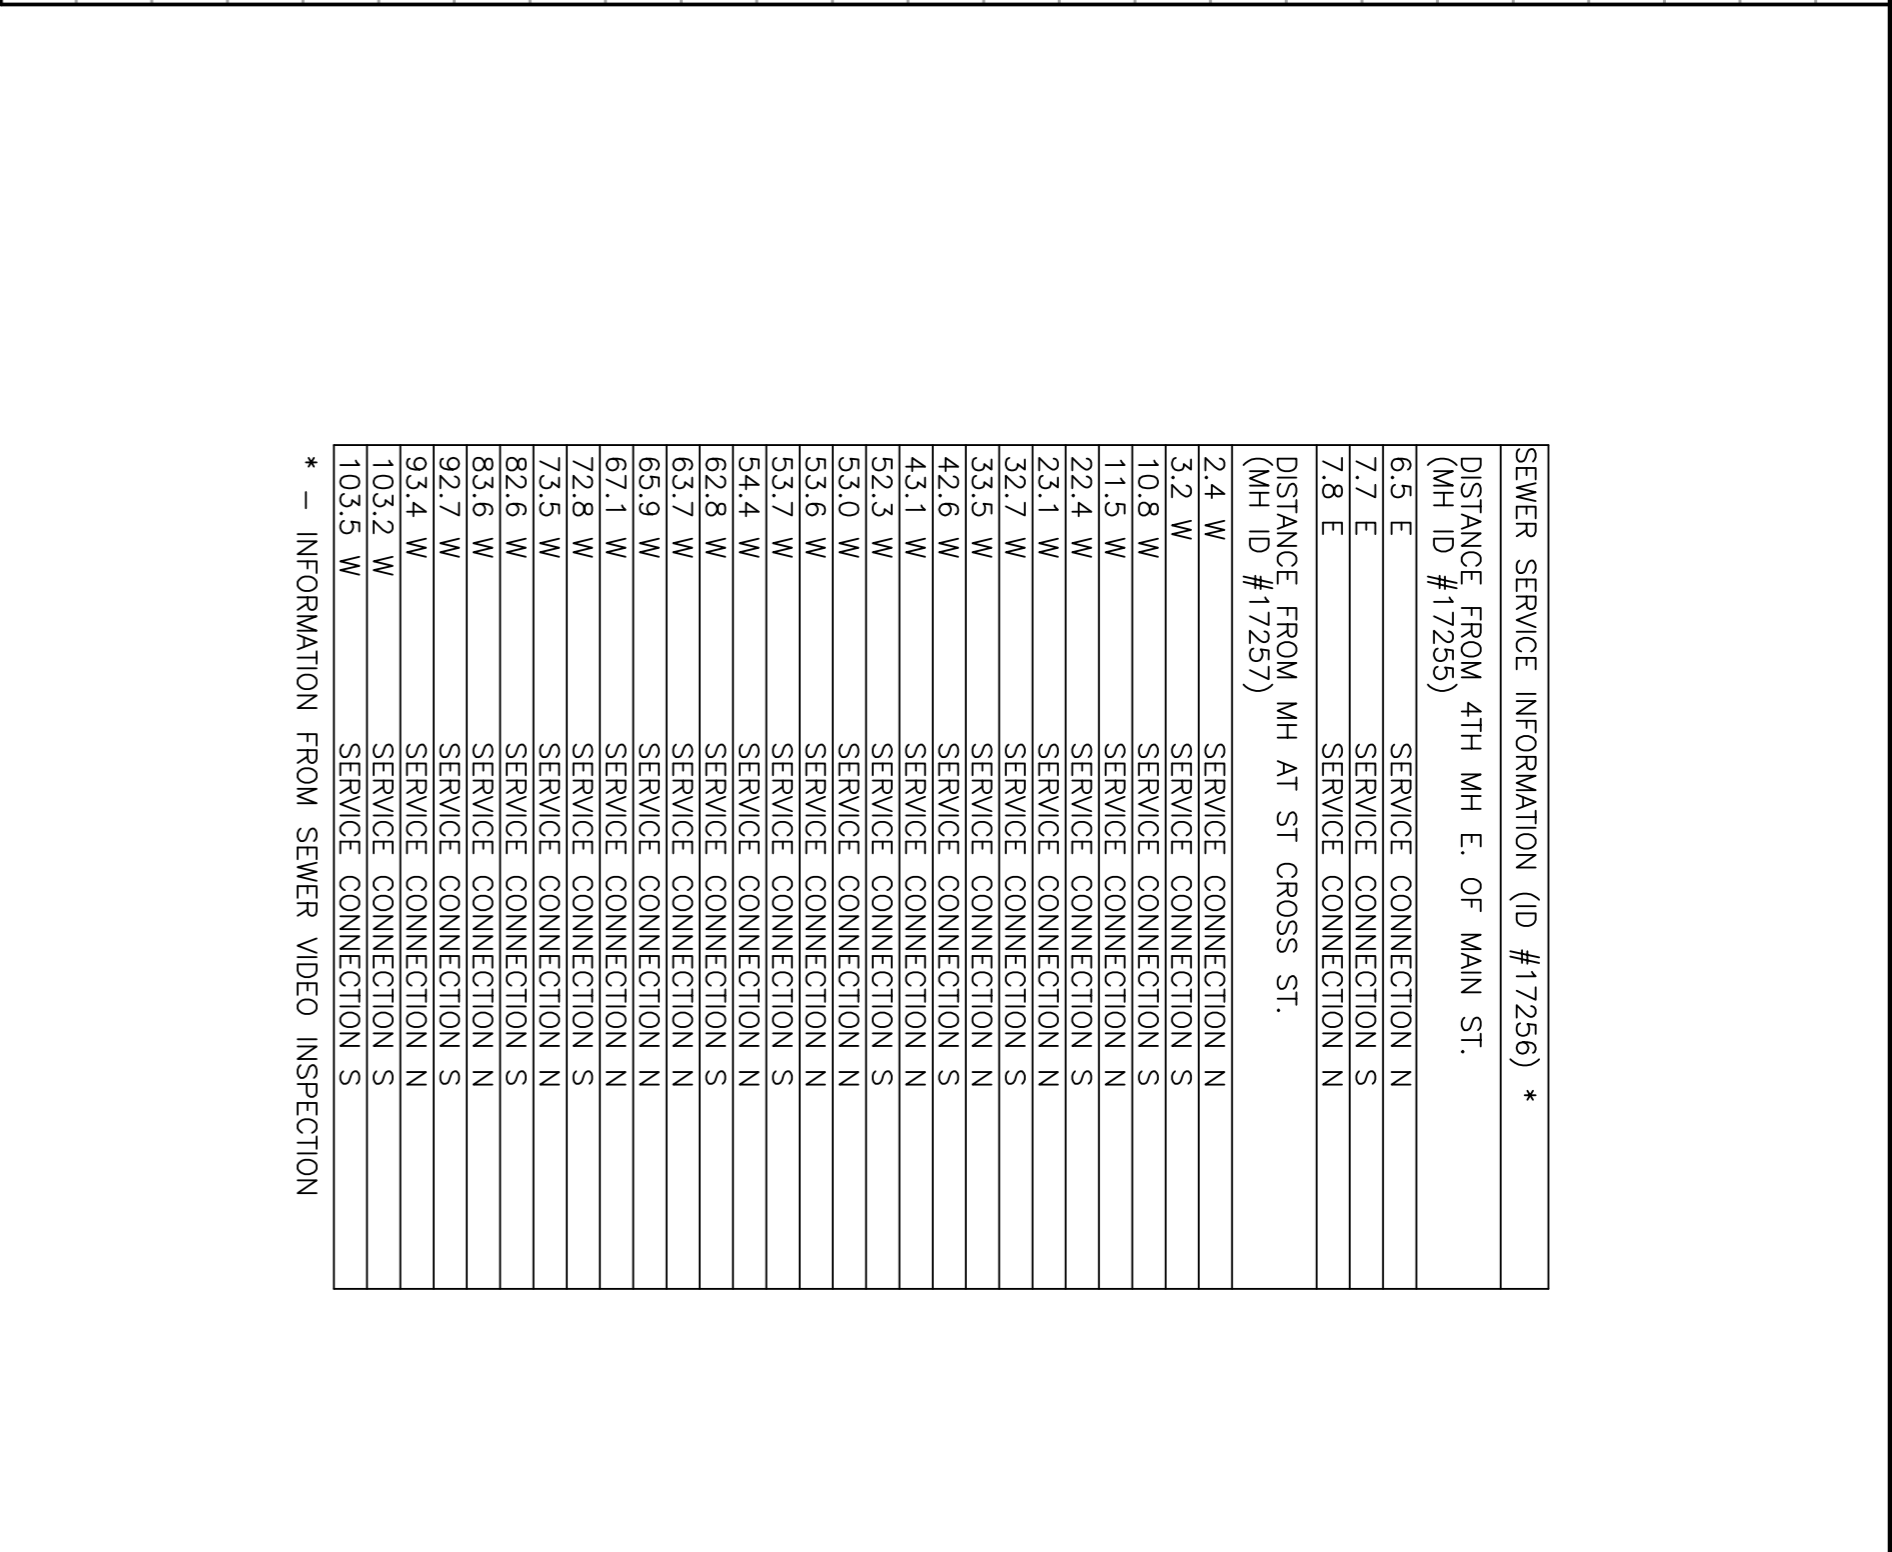 SEWER SERVICE INFORMATION (ID #17256) *
DISTANCE FROM 4TH MH E. OF MAIN ST.
(MH ID #17255)
6.5 E SERVICE CONNECTION N
7.7 E SERVICE CONNECTION S
7.8 E SERVICE CONNECTION N
DISTANCE FROM MH AT ST CROSS ST.
(MH ID #17257)
2.4 W SERVICE CONNECTION N
3.2 W SERVICE CONNECTION S
10.8 W SERVICE CONNECTION S
11.5 W SERVICE CONNECTION N
22.4 W SERVICE CONNECTION S
23.1 W SERVICE CONNECTION N
32.7 W SERVICE CONNECTION S
33.5 W SERVICE CONNECTION N
42.6 W SERVICE CONNECTION S
43.1 W SERVICE CONNECTION N
52.3 W SERVICE CONNECTION S
53.0 W SERVICE CONNECTION N
53.6 W SERVICE CONNECTION N
53.7 W SERVICE CONNECTION S
54.4 W SERVICE CONNECTION N
62.8 W SERVICE CONNECTION S
63.7 W SERVICE CONNECTION N
65.9 W SERVICE CONNECTION N
67.1 W SERVICE CONNECTION N
72.8 W SERVICE CONNECTION S
73.5 W SERVICE CONNECTION N
82.6 W SERVICE CONNECTION S
83.6 W SERVICE CONNECTION N
92.7 W SERVICE CONNECTION S
93.4 W SERVICE CONNECTION N
103.2 W SERVICE CONNECTION S
103.5 W SERVICE CONNECTION S
* – INFORMATION FROM SEWER VIDEO INSPECTION